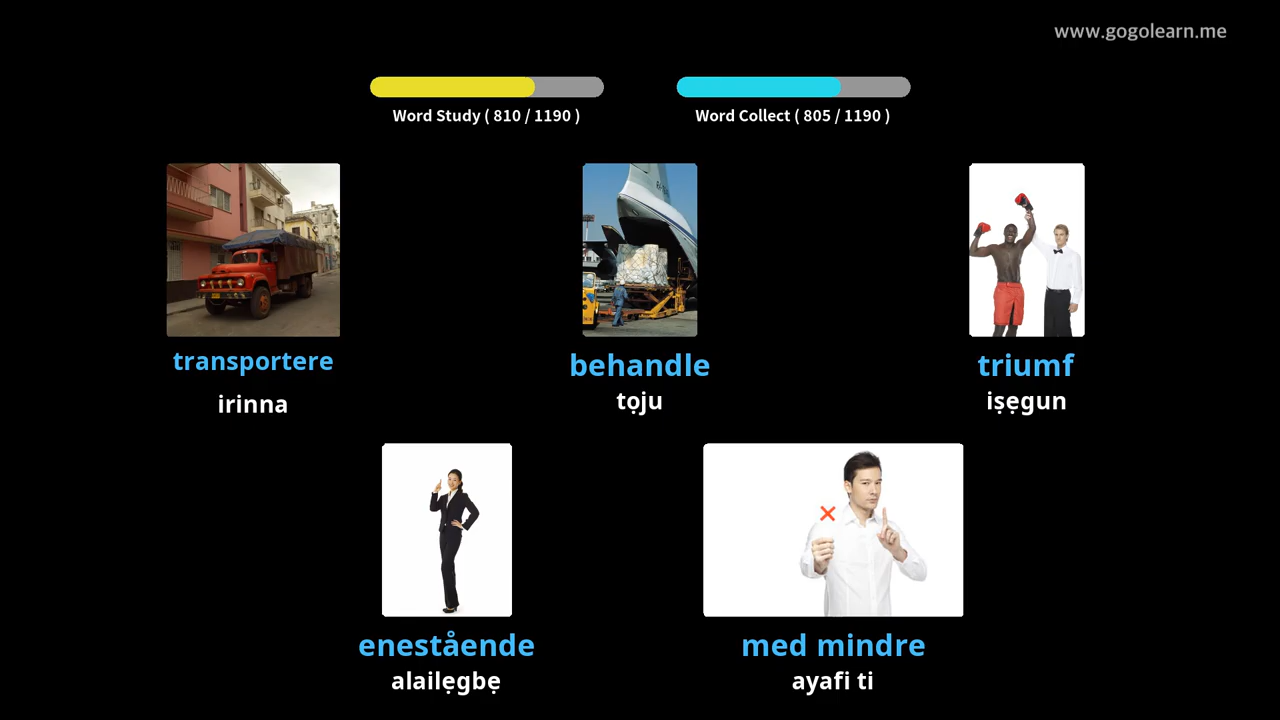 www.gogolearn.me
Word Study ( 810 / 1190 )
Word Collect ( 805 / 1190 )
transportere
irinna
behandle
tọju
triumf
iṣẹgun
enestående
alailẹgbẹ
med mindre
ayafi ti